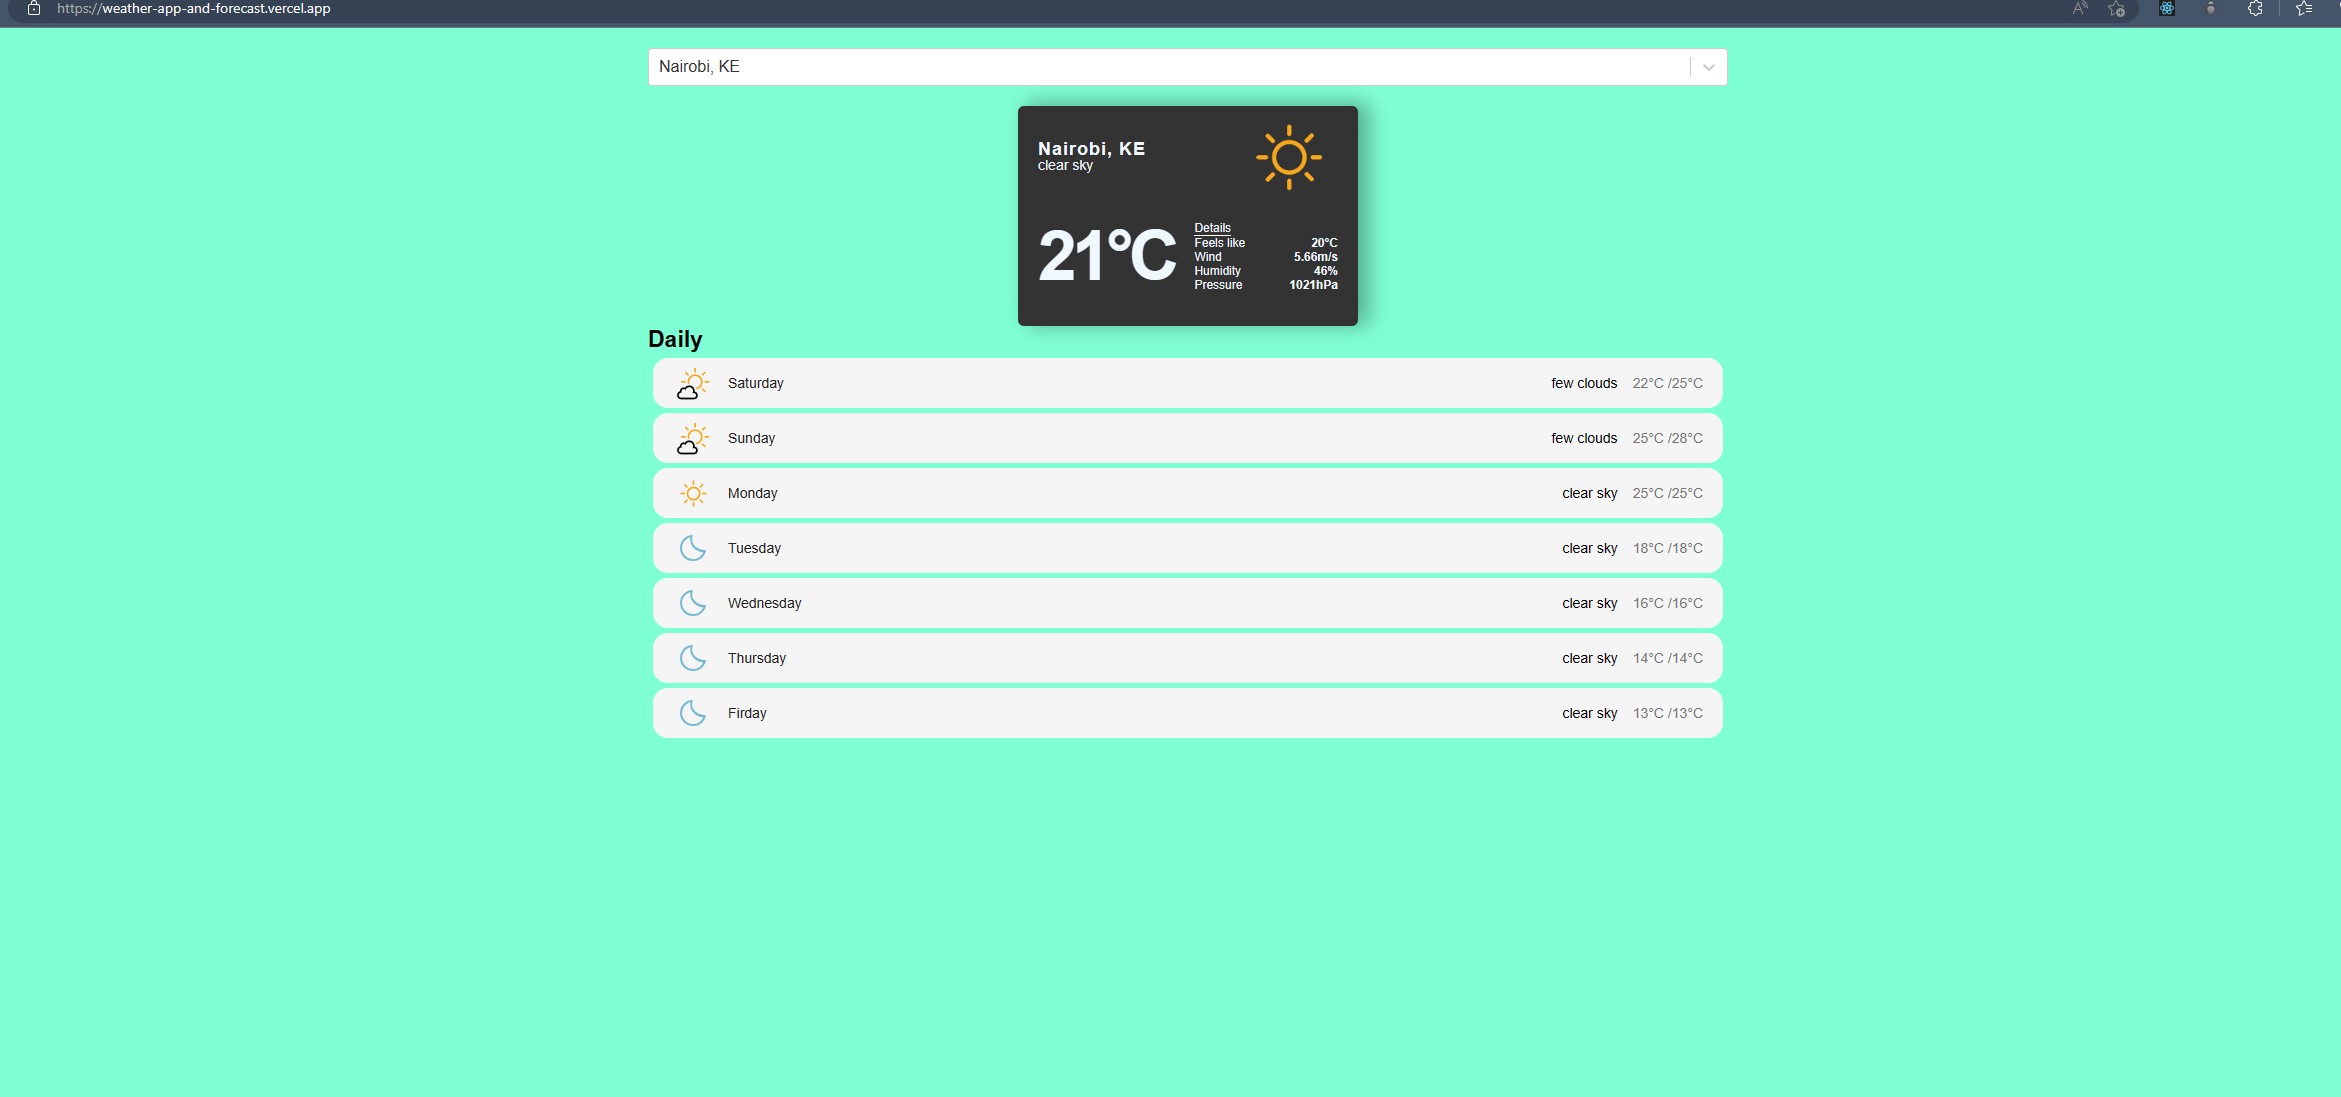 https://weather-app-and-forecast.vercel.app
Nairobi, KE
Nairobi, KE
clear sky
21°C
Details
Feels like 20°C
Wind 5.66m/s
Humidity 46%
Pressure 1021hPa
Daily
Saturday few clouds 22°C /25°C
Sunday few clouds 25°C /28°C
Monday clear sky 25°C /25°C
Tuesday clear sky 18°C /18°C
Wednesday clear sky 16°C /16°C
Thursday clear sky 14°C /14°C
Firday clear sky 13°C /13°C